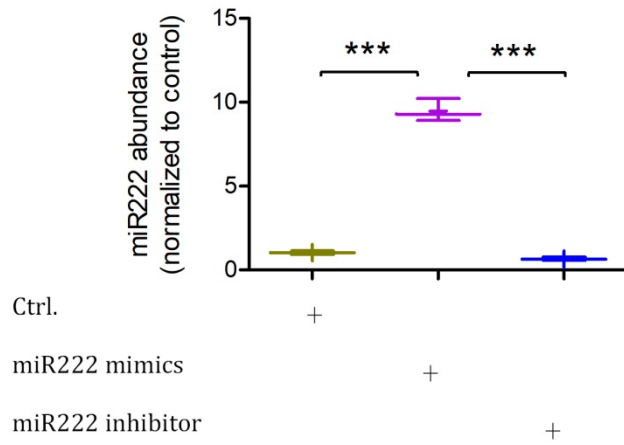 miR222 abundance
(normalized to control)
15
10
5
0
*** ***
Ctrl. +
miR222 mimics +
miR222 inhibitor +